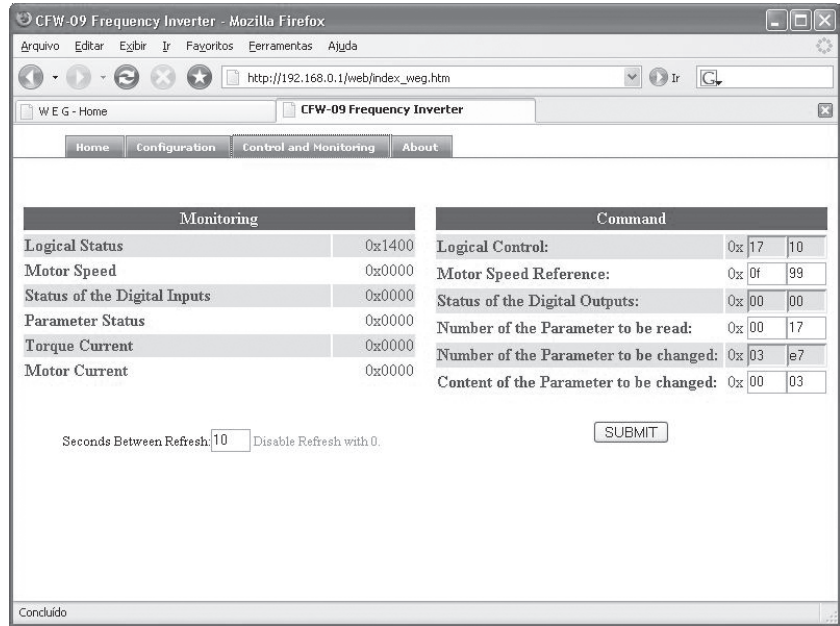 CFW-09 Frequency Inverter - Mozilla Firefox
Arquivo Editar Exibir Ir Favoritos Ferramentas Ajuda
http://192.168.0.1/web/index_weg.htm Ir G
W E G - Home CFW-09 Frequency Inverter
Home Configuration Control and Monitoring About
Monitoring
Logical Status 0x1400
Motor Speed 0x0000
Status of the Digital Inputs 0x0000
Parameter Status 0x0000
Torque Current 0x0000
Motor Current 0x0000
Seconds Between Refresh: 10 Disable Refresh with 0.
Command
Logical Control: 0x 17 10
Motor Speed Reference: 0x 0f 99
Status of the Digital Outputs: 0x 00 00
Number of the Parameter to be read: 0x 00 17
Number of the Parameter to be changed: 0x 03 e7
Content of the Parameter to be changed: 0x 00 03
SUBMIT
Concluído